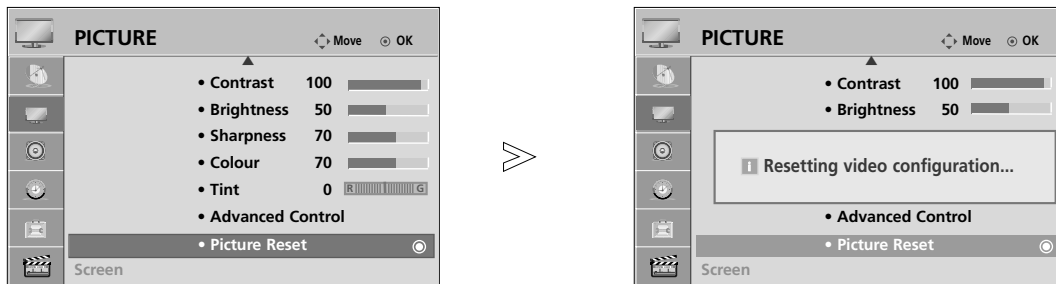 PICTURE Move OK
• Contrast 100
• Brightness 50
• Sharpness 70
• Colour 70
• Tint 0 R G
• Advanced Control
• Picture Reset
Screen
PICTURE Move OK
• Contrast 100
• Brightness 50
i Resetting video configuration...
• Advanced Control
• Picture Reset
Screen